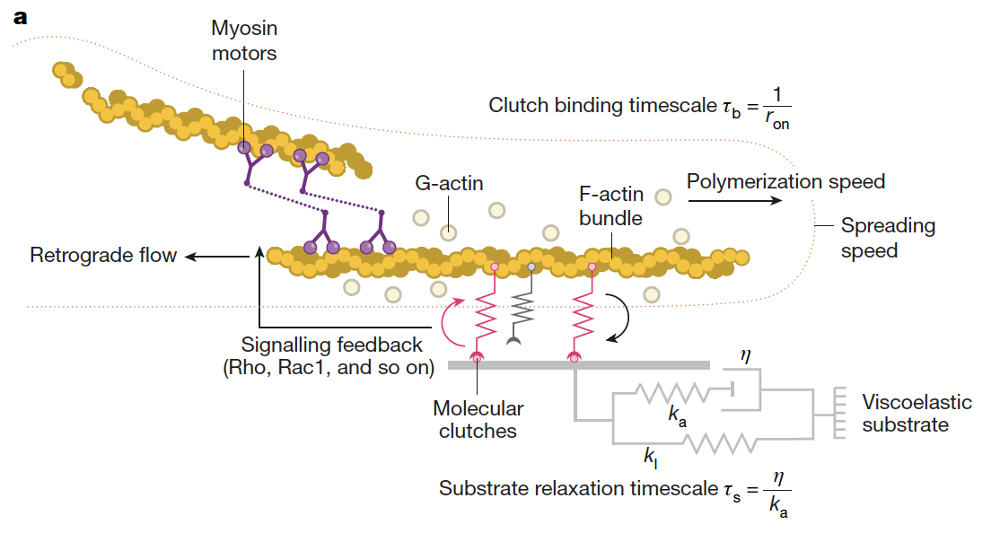 a
Myosin
motors
Clutch binding timescale τb = 1/ron
G-actin
F-actin
bundle
Polymerization speed
Spreading
speed
Retrograde flow
Signalling feedback
(Rho, Rac1, and so on)
Molecular
clutches
η
ka
kl
Viscoelastic
substrate
Substrate relaxation timescale τs = η/ka